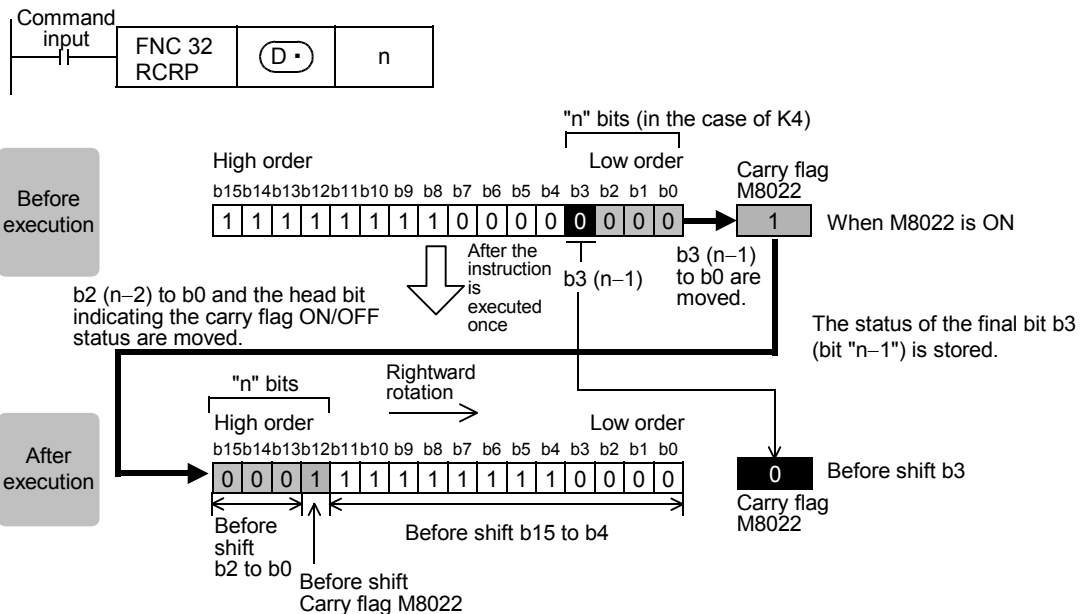 Command
input
FNC 32
RCRP
D•
n
"n" bits (in the case of K4)
High order
Low order
Carry flag
M8022
Before
execution
b15b14b13b12b11b10 b9 b8 b7 b6 b5 b4 b3 b2 b1 b0
1 1 1 1 1 1 1 1 0 0 0 0 0 0 0 0
1
When M8022 is ON
After the
instruction
is
executed
once
b3 (n−1)
b3 (n−1)
to b0 are
moved.
b2 (n−2) to b0 and the head bit
indicating the carry flag ON/OFF
status are moved.
The status of the final bit b3
(bit "n−1") is stored.
"n" bits
Rightward
rotation
High order
Low order
After
execution
b15b14b13b12b11b10 b9 b8 b7 b6 b5 b4 b3 b2 b1 b0
0 0 0 1 1 1 1 1 1 1 1 1 0 0 0 0
0
Before shift b3
Carry flag
M8022
Before
shift
b2 to b0
Before shift b15 to b4
Before shift
Carry flag M8022